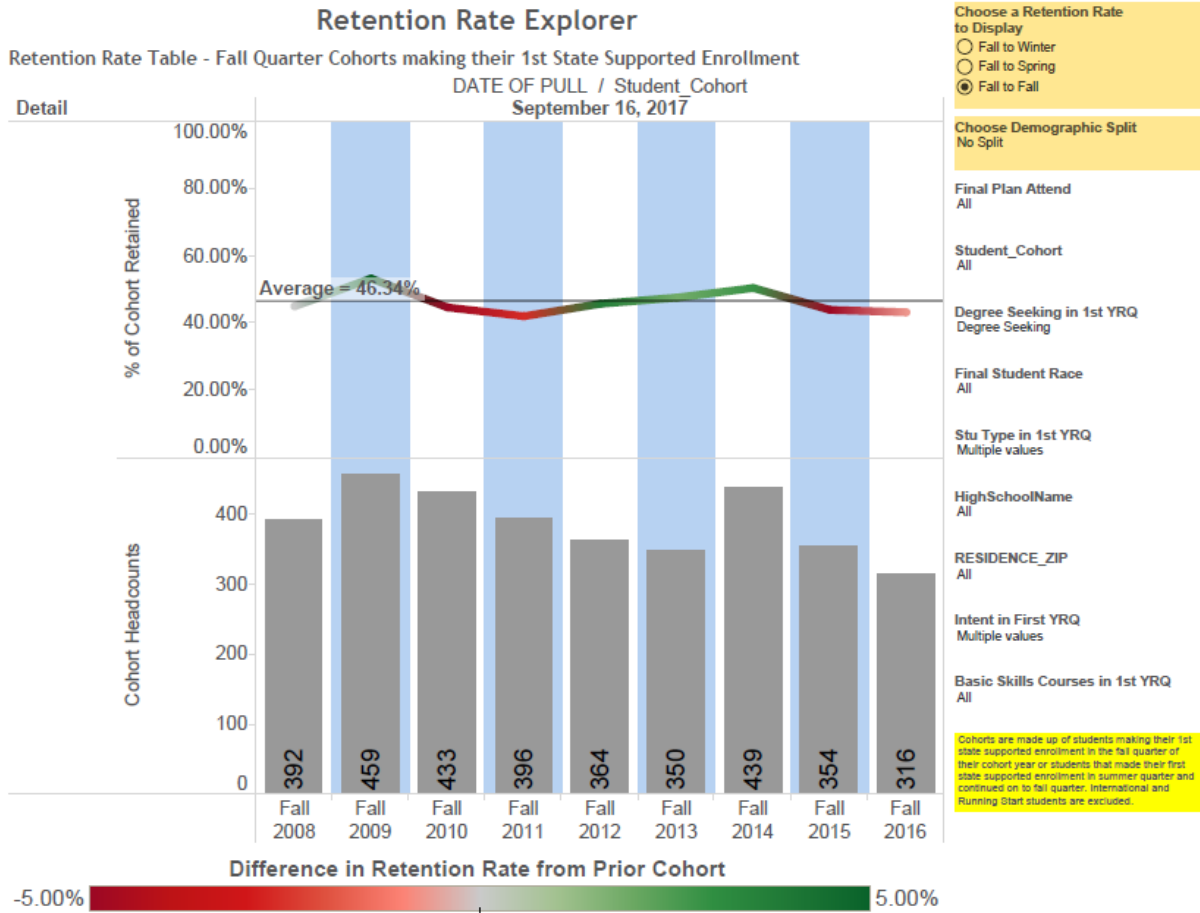 Retention Rate Explorer
Retention Rate Table - Fall Quarter Cohorts making their 1st State Supported Enrollment
DATE OF PULL / Student_Cohort
Detail
September 16, 2017
100.00%
80.00%
60.00%
40.00%
20.00%
0.00%
% of Cohort Retained
Average = 46.34%
400
300
200
100
0
Cohort Headcounts
392
459
433
396
364
350
439
354
316
Fall 2008
Fall 2009
Fall 2010
Fall 2011
Fall 2012
Fall 2013
Fall 2014
Fall 2015
Fall 2016
Difference in Retention Rate from Prior Cohort
-5.00%
5.00%
Choose a Retention Rate
to Display
Fall to Winter
Fall to Spring
Fall to Fall
Choose Demographic Split
No Split
Final Plan Attend
All
Student_Cohort
All
Degree Seeking in 1st YRQ
Degree Seeking
Final Student Race
All
Stu Type in 1st YRQ
Multiple values
HighSchoolName
All
RESIDENCE_ZIP
All
Intent in First YRQ
Multiple values
Basic Skills Courses in 1st YRQ
All
Cohorts are made up of students making their 1st
state supported enrollment in the fall quarter of
their cohort year or students that made their first
state supported enrollment in summer quarter and
continued on to fall quarter. International and
Running Start students are excluded.